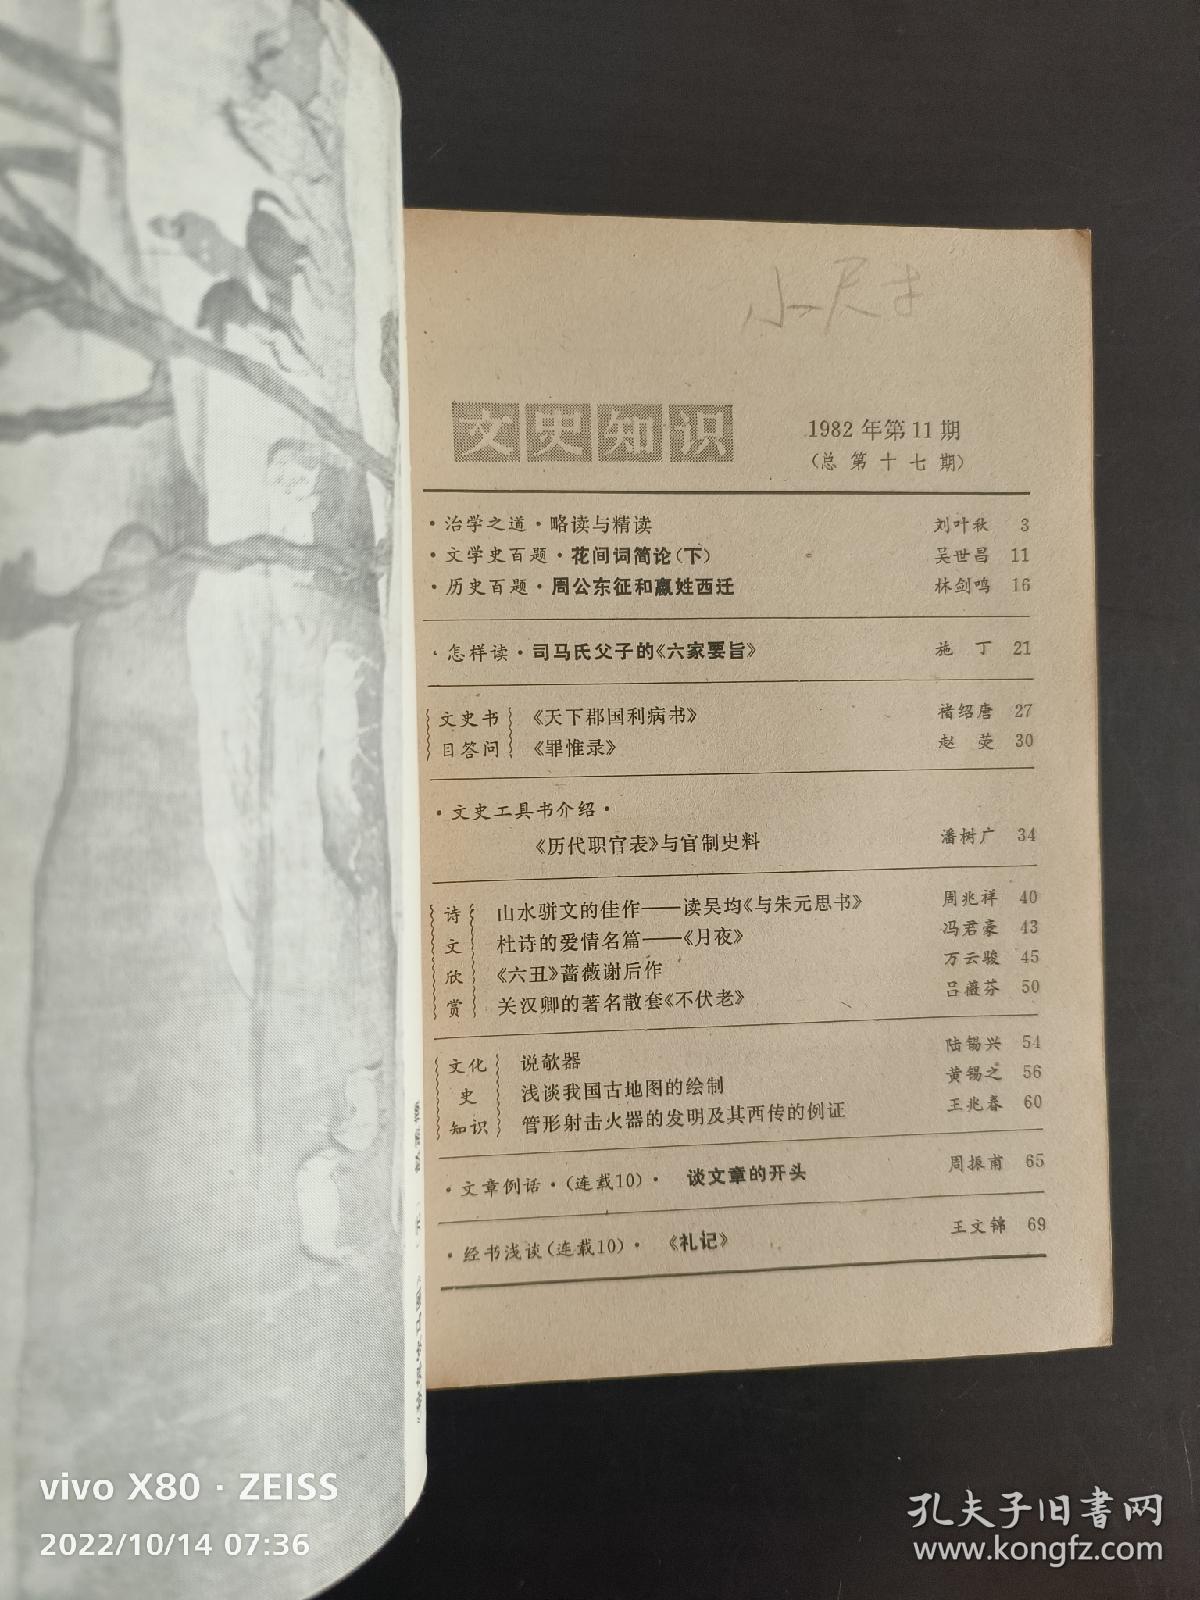 文史知识
1982年第11期
(总第十七期)
·治学之道·略读与精读 刘叶秋 3
·文学史百题·花间词简论(下) 吴世昌 11
·历史百题·周公东征和嬴姓西迁 林剑鸣 16
·怎样读·司马氏父子的《六家要旨》 施丁 21
文史书目答问
《天下郡国利病书》 褚绍唐 27
《罪惟录》 赵荧 30
·文史工具书介绍·
《历代职官表》与官制史料 潘树广 34
诗文欣赏
山水骈文的佳作——读吴均《与朱元思书》 周兆祥 40
杜诗的爱情名篇——《月夜》 冯君豪 43
《六丑》蔷薇谢后作 万云骏 45
关汉卿的著名散套《不伏老》 吕薇芬 50
文化史知识
说欹器 陆锡兴 54
浅谈我国古地图的绘制 黄锡之 56
管形射击火器的发明及其西传的例证 王兆春 60
·文章例话·(连载10)· 谈文章的开头 周振甫 65
·经书浅谈(连载10)· 《礼记》 王文锦 69
vivo X80 · ZEISS
2022/10/14 07:36
孔夫子旧书网
www.kongfz.com